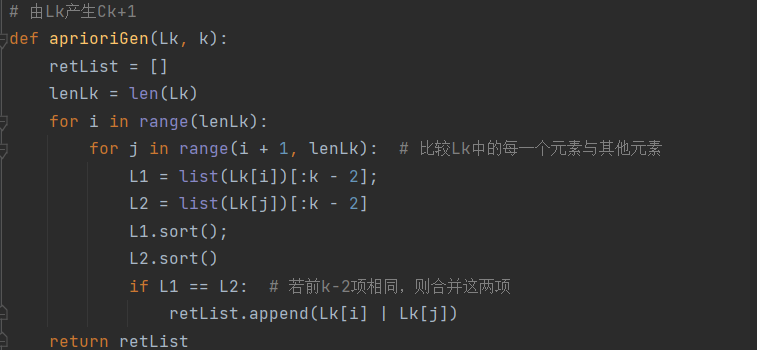 # 由Lk产生Ck+1
def aprioriGen(Lk, k):
    retList = []
    lenLk = len(Lk)
    for i in range(lenLk):
        for j in range(i + 1, lenLk):  # 比较Lk中的每一个元素与其他元素
            L1 = list(Lk[i])[:k - 2];
            L2 = list(Lk[j])[:k - 2]
            L1.sort();
            L2.sort()
            if L1 == L2:  # 若前k-2项相同，则合并这两项
                retList.append(Lk[i] | Lk[j])
    return retList